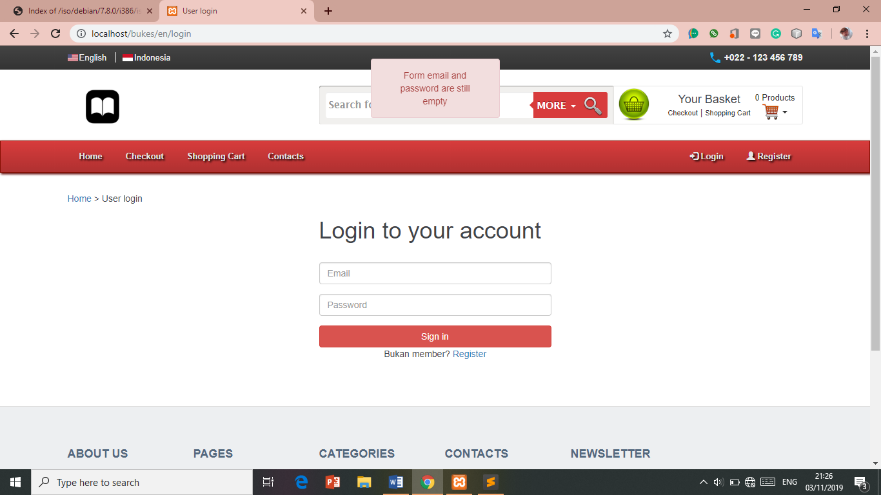 Index of /iso/debian/7.8.0/i386/
User login
localhost/bukes/en/login
English
Indonesia
+022 - 123 456 789
Form email and
password are still
empty
Search fo
MORE
Your Basket
0 Products
Checkout | Shopping Cart
Home
Checkout
Shopping Cart
Contacts
Login
Register
Home > User login
Login to your account
Email
Password
Sign in
Bukan member? Register
ABOUT US
PAGES
CATEGORIES
CONTACTS
NEWSLETTER
Type here to search
ENG
21:26
03/11/2019
3